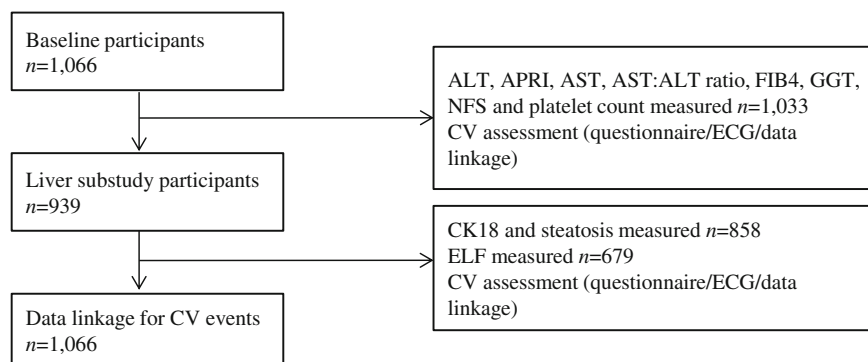 Baseline participants
n=1,066
ALT, APRI, AST, AST:ALT ratio, FIB4, GGT,
NFS and platelet count measured n=1,033
CV assessment (questionnaire/ECG/data
linkage)
Liver substudy participants
n=939
CK18 and steatosis measured n=858
ELF measured n=679
CV assessment (questionnaire/ECG/data
linkage)
Data linkage for CV events
n=1,066